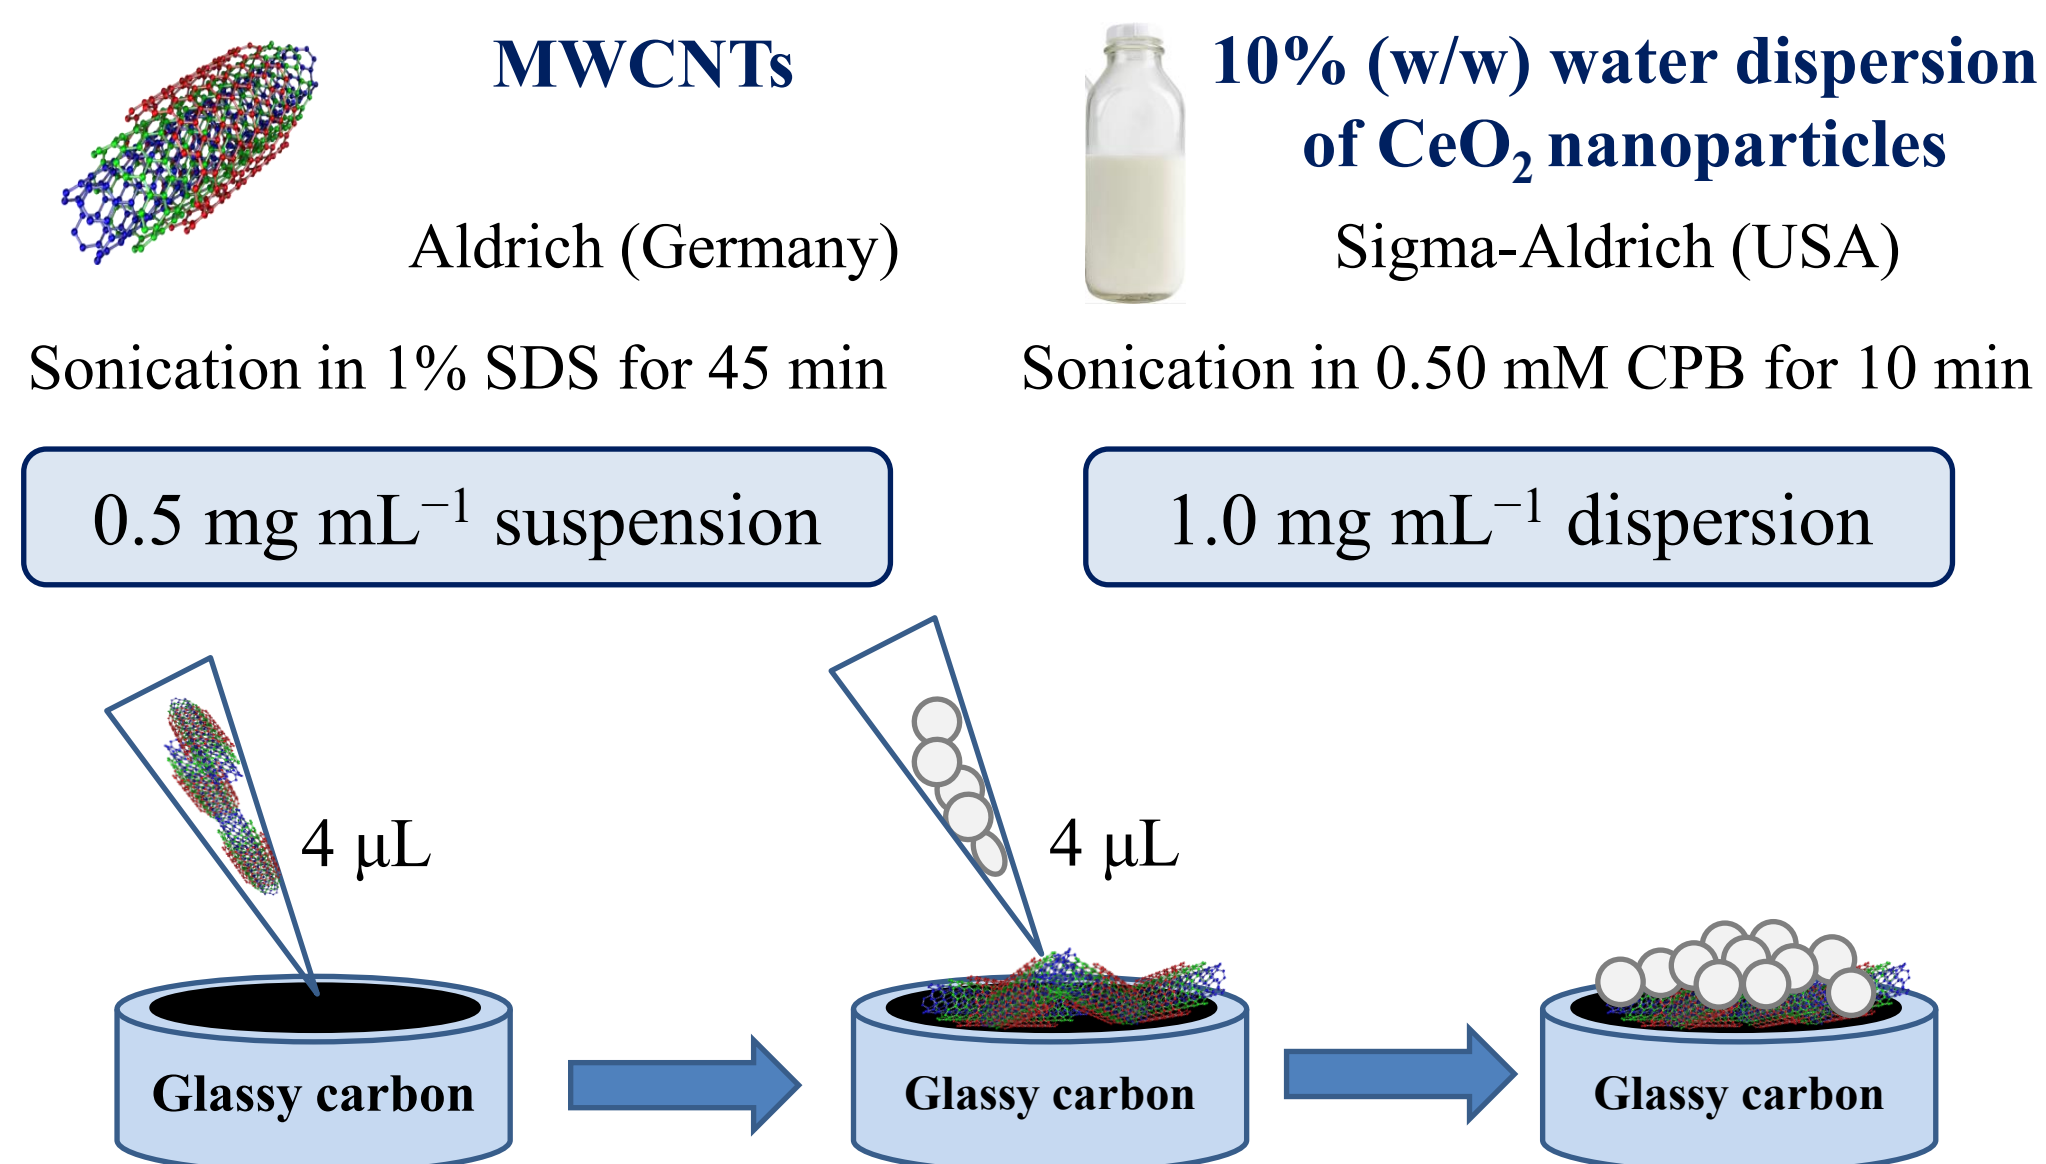 MWCNTs
Aldrich (Germany)
Sonication in 1% SDS for 45 min
0.5 mg mL⁻¹ suspension
10% (w/w) water dispersion
of CeO₂ nanoparticles
Sigma-Aldrich (USA)
Sonication in 0.50 mM CPB for 10 min
1.0 mg mL⁻¹ dispersion
4 μL
4 μL
Glassy carbon
Glassy carbon
Glassy carbon